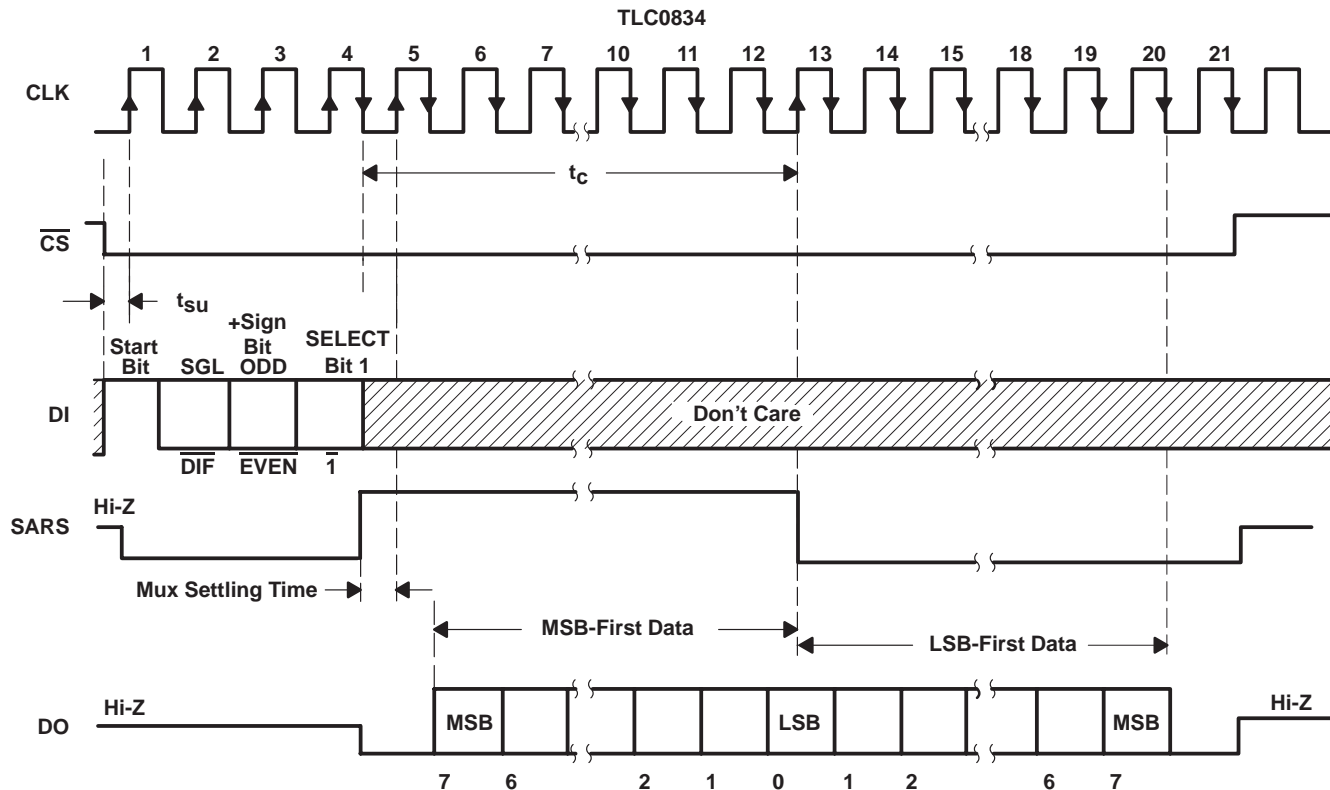 TLC0834
1 2 3 4 5 6 7 10 11 12 13 14 15 18 19 20 21
CLK
tc
CS
tsu
+Sign
Start Bit SELECT
Bit SGL ODD Bit 1
DI
Don't Care
DIF EVEN 1
Hi-Z
SARS
Mux Settling Time
MSB-First Data
LSB-First Data
Hi-Z
Hi-Z
DO
MSB LSB MSB
7 6 2 1 0 1 2 6 7